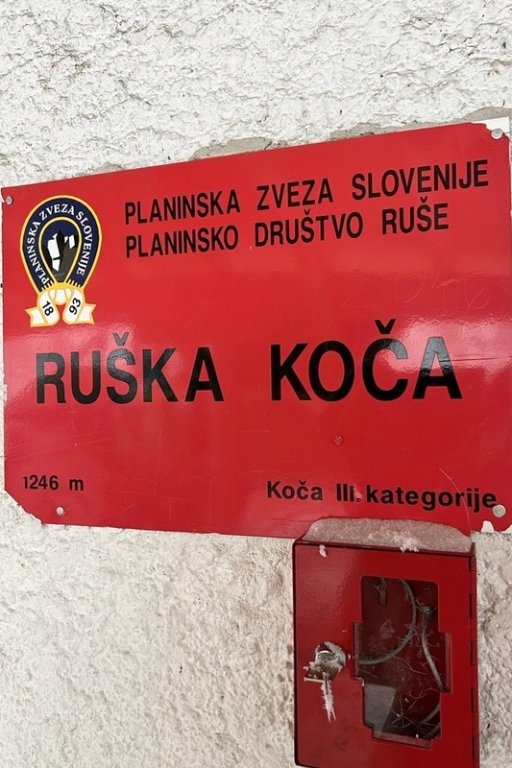 PLANINSKA ZVEZA SLOVENIJE
PLANINSKO DRUŠTVO RUŠE
PLANINSKA ZVEZA SLOVENIJE
18 93
RUŠKA KOČA
1246 m
Koča III. kategorije